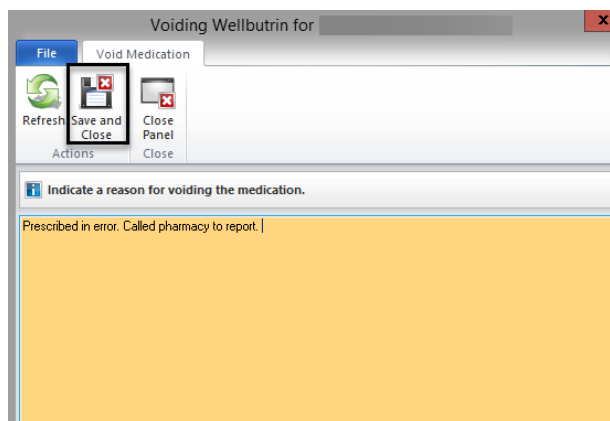 Voiding Wellbutrin for
x
File Void Medication
Refresh Save and Close Close Panel
Actions Close
Indicate a reason for voiding the medication.
Prescribed in error. Called pharmacy to report.